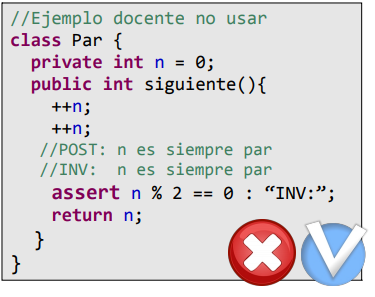 //Ejemplo docente no usar
class Par {
private int n = 0;
public int siguiente(){
++n;
++n;
//POST: n es siempre par
//INV: n es siempre par
assert n % 2 == 0 : “INV:”;
return n;
}
}